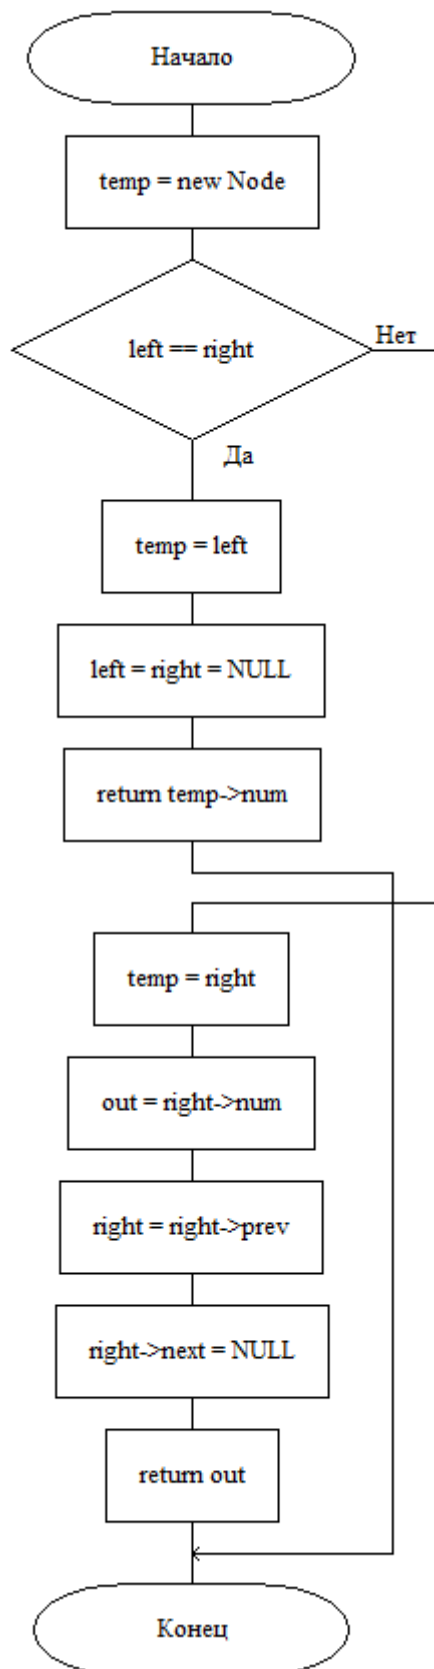 Начало
temp = new Node
left == right
Нет
Да
temp = left
left = right = NULL
return temp->num
temp = right
out = right->num
right = right->prev
right->next = NULL
return out
Конец